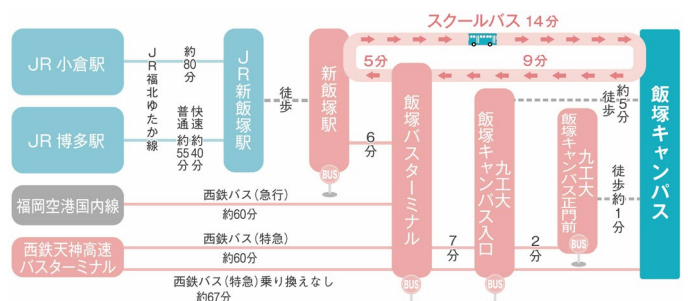 スクールバス 14分
5分
9分
JR小倉駅
約80分
JR福北ゆたか線
JR博多駅
快速 約40分
普通 約55分
JR新飯塚駅
徒歩
新飯塚駅
BUS
6分
飯塚バスターミナル
九工大
飯塚キャンパス入口
BUS
約5分
徒歩
九工大
飯塚キャンパス正門前
BUS
徒歩約1分
飯塚キャンパス
福岡空港国内線
西鉄バス（急行）
約60分
西鉄天神高速
バスターミナル
西鉄バス（特急）
約60分
7分
2分
西鉄バス（特急）乗り換えなし
約67分
BUS